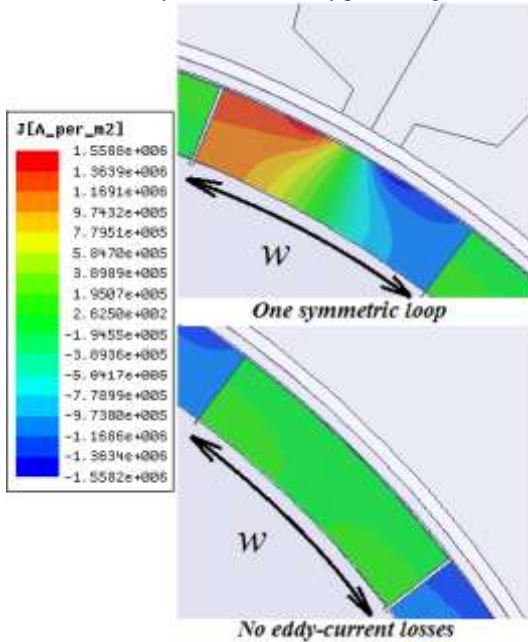 J[A_per_m2]
1.5586e+006
1.3639e+006
1.1691e+006
9.7432e+005
7.7951e+005
5.8470e+005
3.8989e+005
1.9507e+005
2.6250e+002
-1.9455e+005
-3.8936e+005
-5.8417e+005
-7.7899e+005
-9.7380e+005
-1.1686e+006
-1.3634e+006
-1.5582e+006
w
One symmetric loop
w
No eddy-current losses